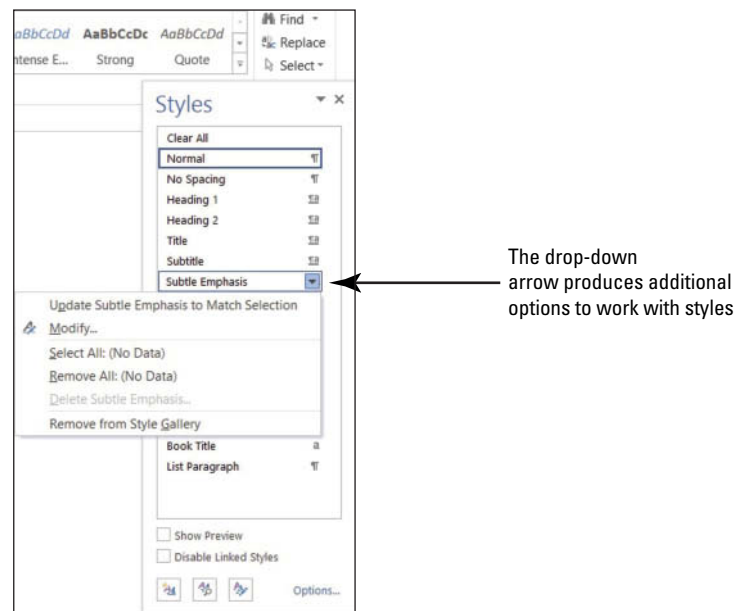 aBbCcDd AaBbCcDc AaBbCcDd
ntense E... Strong Quote
Find
Replace
Select
Styles
Clear All
Normal ¶
No Spacing ¶
Heading 1 ¶a
Heading 2 ¶a
Title ¶a
Subtitle ¶a
Subtle Emphasis
Update Subtle Emphasis to Match Selection
Modify...
Select All: (No Data)
Remove All: (No Data)
Delete Subtle Emphasis...
Remove from Style Gallery
Book Title a
List Paragraph ¶
Show Preview
Disable Linked Styles
Options...
The drop-down
arrow produces additional
options to work with styles